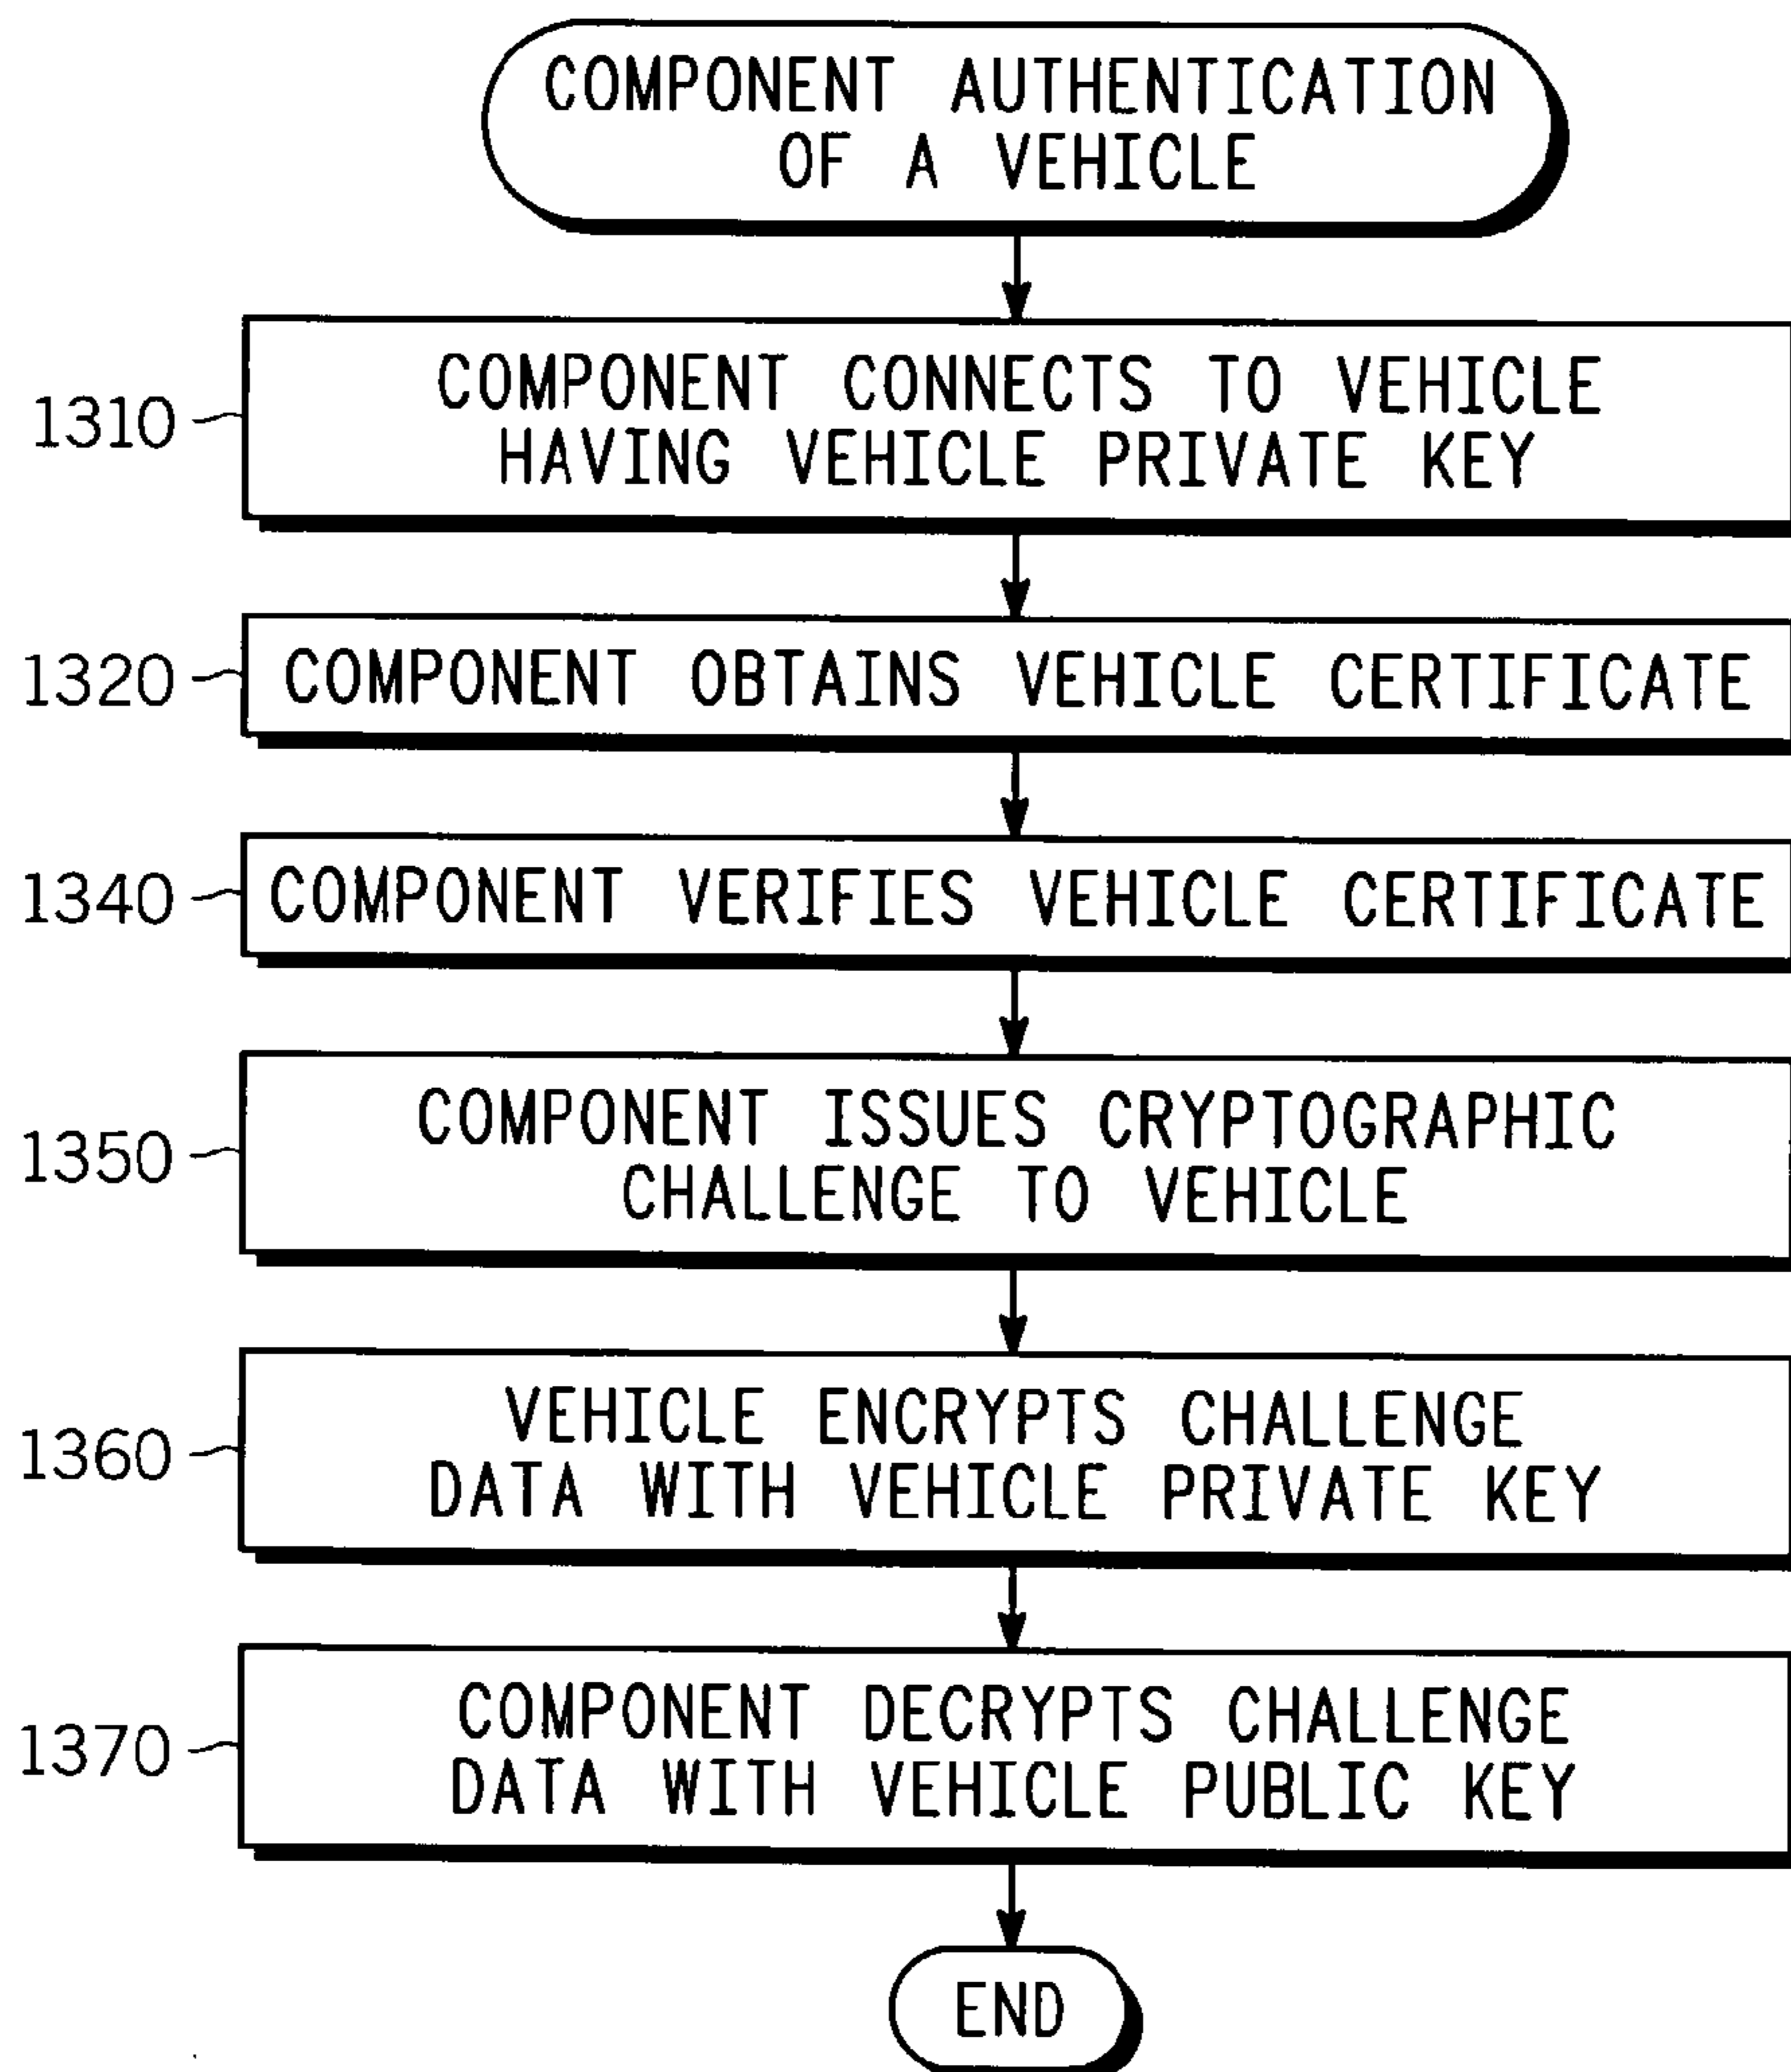 COMPONENT AUTHENTICATION
OF A VEHICLE
1310
COMPONENT CONNECTS TO VEHICLE
HAVING VEHICLE PRIVATE KEY
1320
COMPONENT OBTAINS VEHICLE CERTIFICATE
1340
COMPONENT VERIFIES VEHICLE CERTIFICATE
1350
COMPONENT ISSUES CRYPTOGRAPHIC
CHALLENGE TO VEHICLE
1360
VEHICLE ENCRYPTS CHALLENGE
DATA WITH VEHICLE PRIVATE KEY
1370
COMPONENT DECRYPTS CHALLENGE
DATA WITH VEHICLE PUBLIC KEY
END